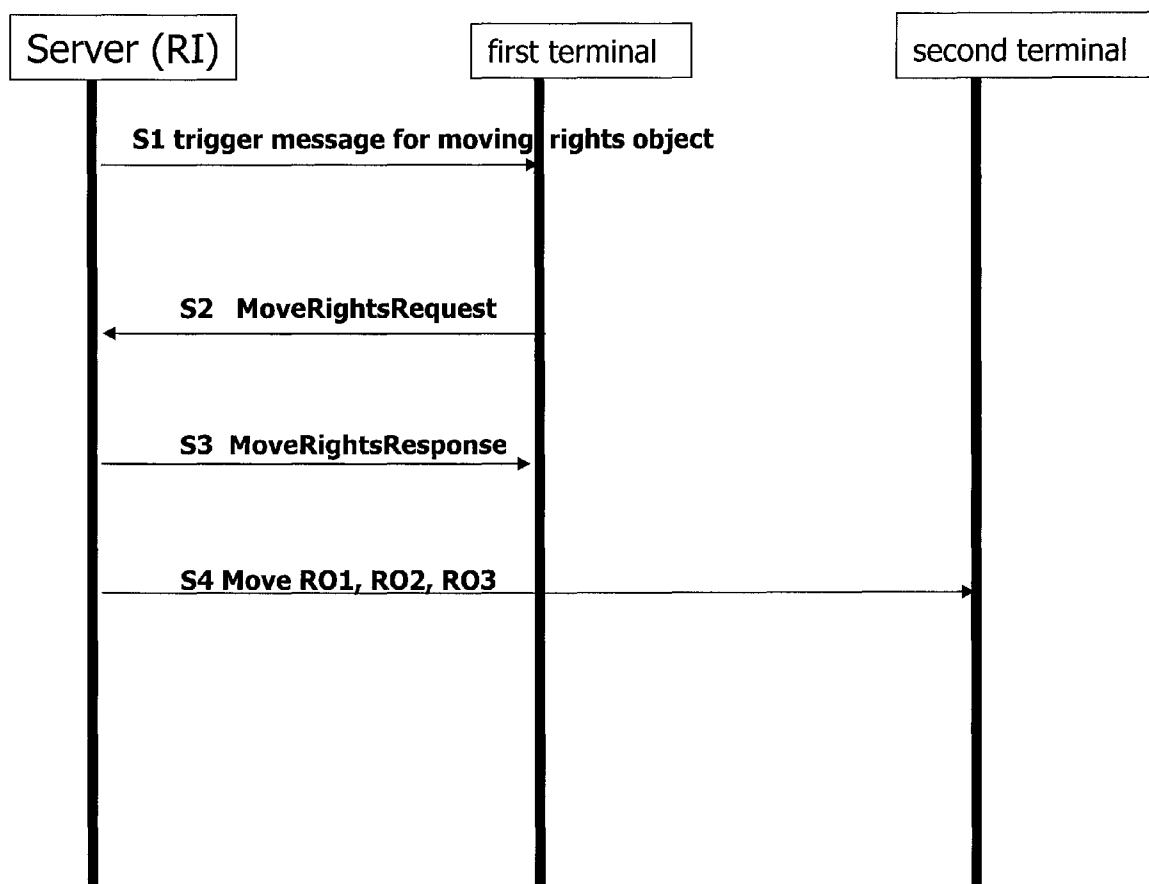 Server (RI)
first terminal
second terminal
S1 trigger message for moving rights object
S2 MoveRightsRequest
S3 MoveRightsResponse
S4 Move RO1, RO2, RO3